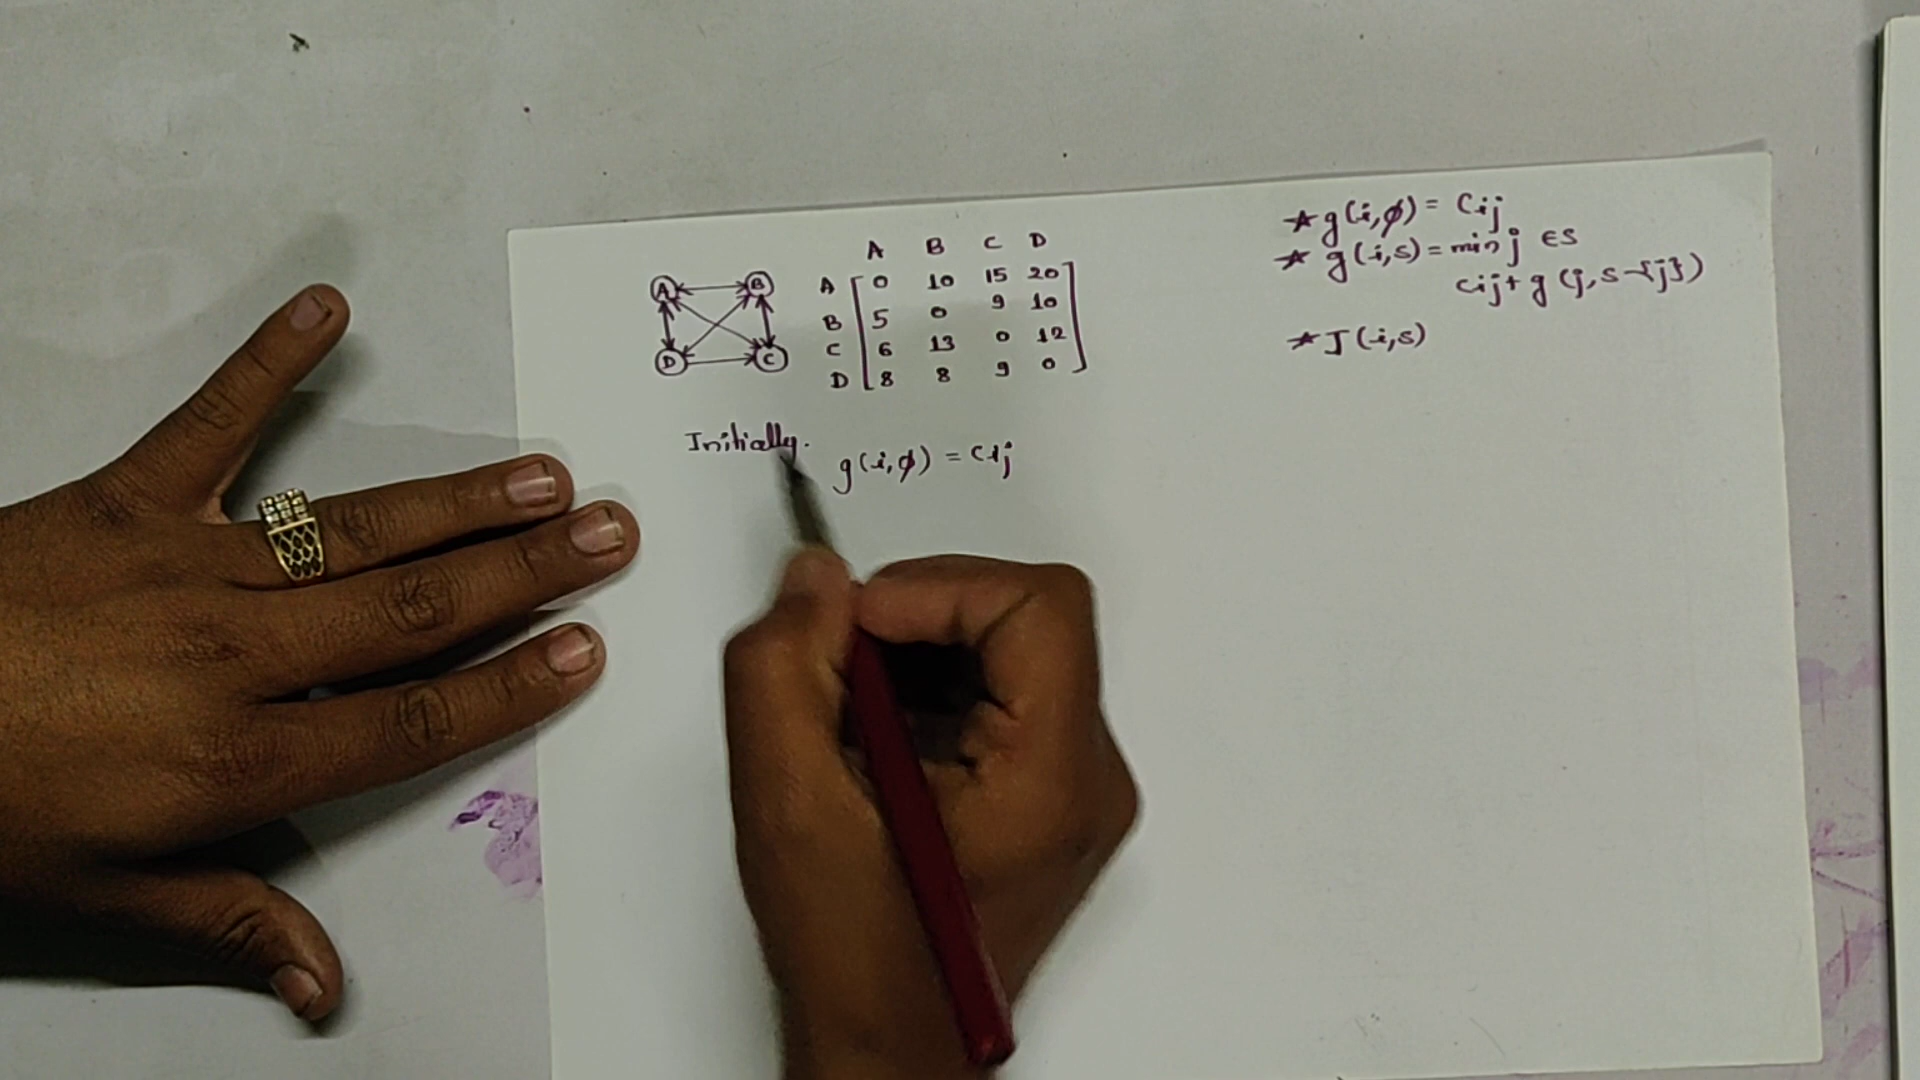 A B C D
A 0 10 15 20
B 5 0 9 10
C 6 13 0 12
D 8 8 9 0
A B
D C
* g(i,φ) = Cij
* g(i,s) = min j ∈S
Cij + g(j, s-{j})
* J(i,s)
Initially.
g(i,φ) = Cij